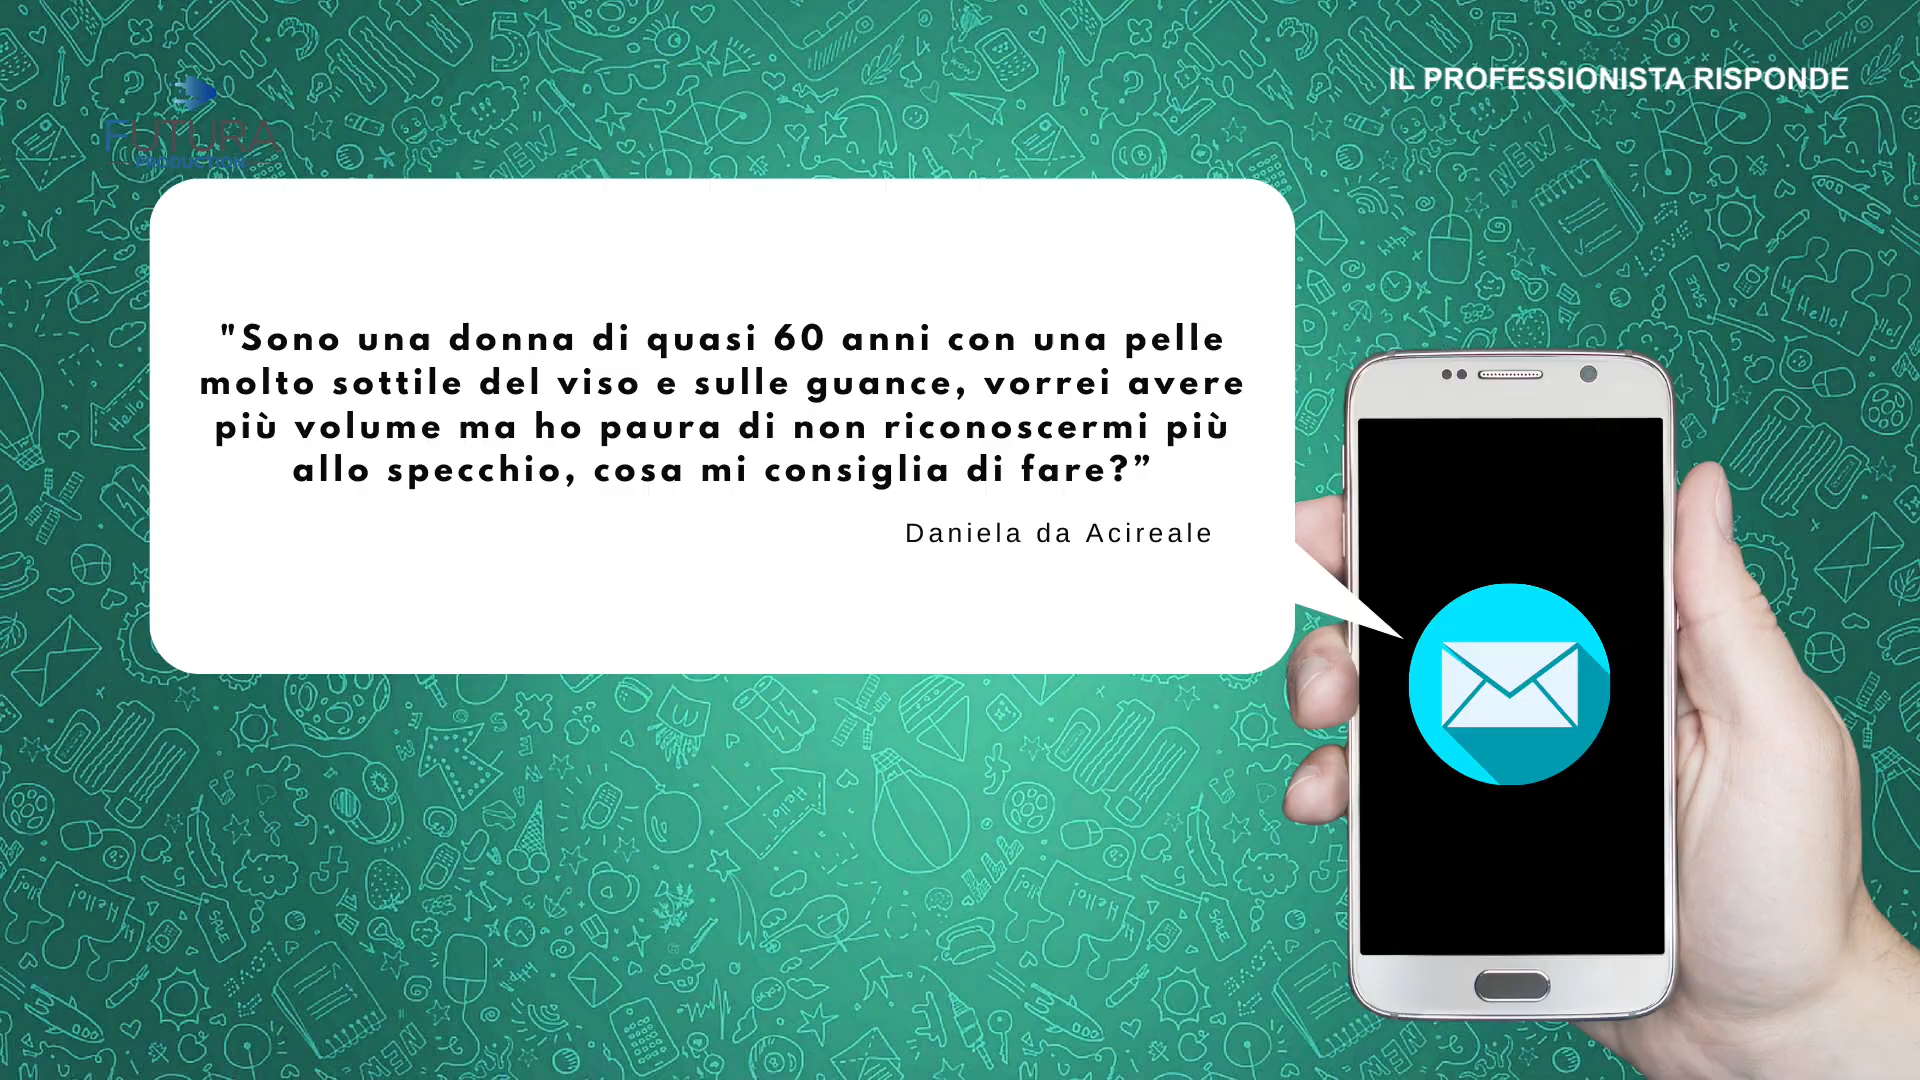 IL PROFESSIONISTA RISPONDE
FUTURA
PRODUCTION
"Sono una donna di quasi 60 anni con una pelle
molto sottile del viso e sulle guance, vorrei avere
più volume ma ho paura di non riconoscermi più
allo specchio, cosa mi consiglia di fare?”
Daniela da Acireale